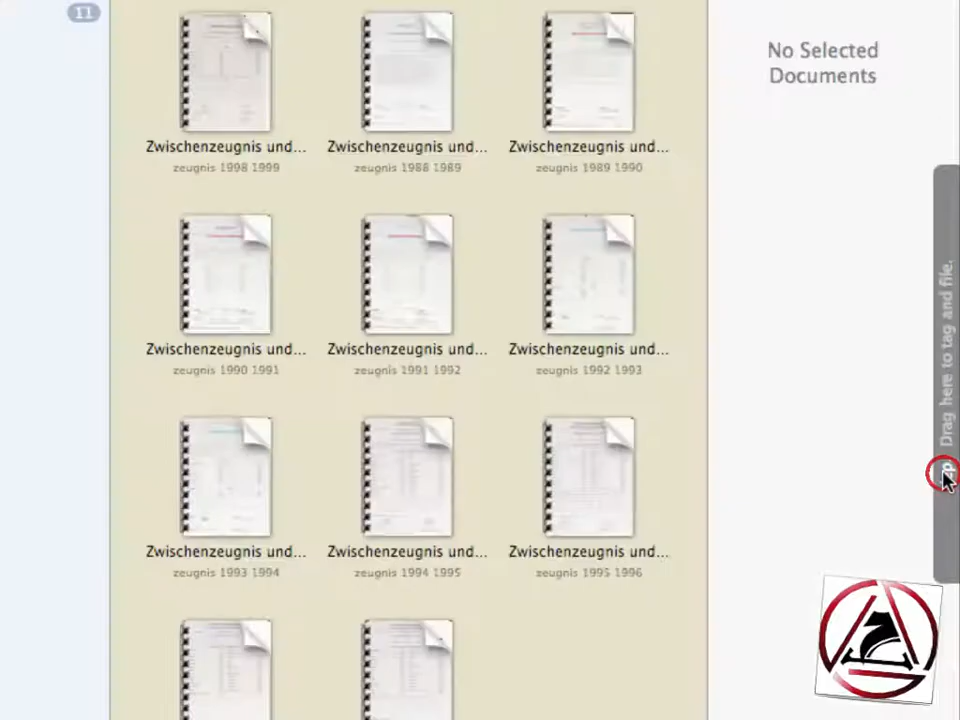 11
No Selected
Documents
Zwischenzeugnis und... Zwischenzeugnis und... Zwischenzeugnis und...
zeugnis 1998 1999 zeugnis 1988 1989 zeugnis 1989 1990
Zwischenzeugnis und... Zwischenzeugnis und... Zwischenzeugnis und...
zeugnis 1990 1991 zeugnis 1991 1992 zeugnis 1992 1993
Drag here to tag and file.
Zwischenzeugnis und... Zwischenzeugnis und... Zwischenzeugnis und...
zeugnis 1993 1994 zeugnis 1994 1995 zeugnis 1995 1996